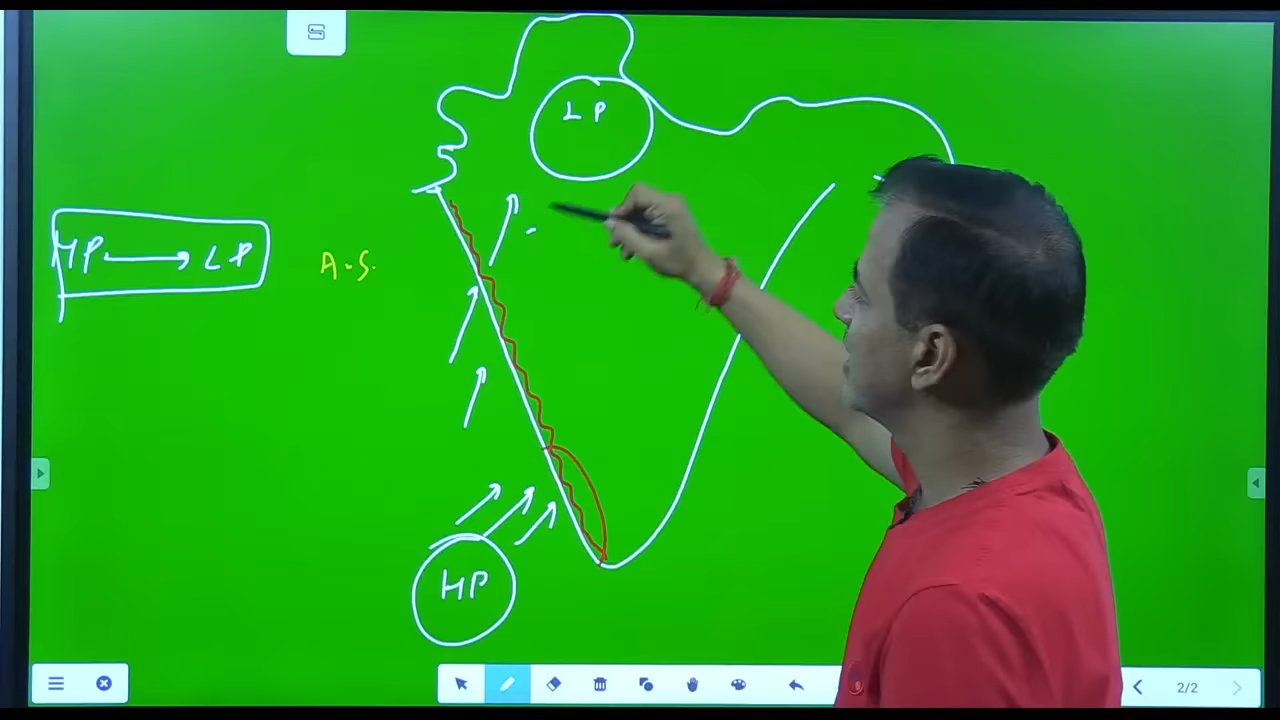 LP
HP → LP
A.S.
HP
2/2